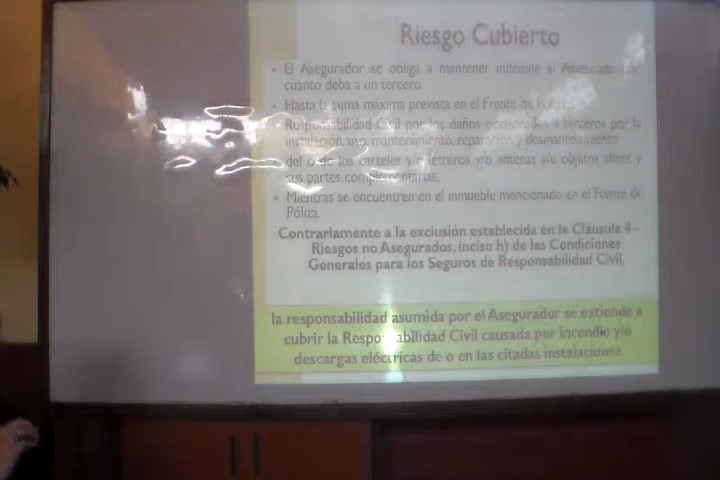 Riesgo Cubierto
• El Asegurador se obliga a mantener indemne al Asegurado por
cuanto deba a un tercero
• Hasta la suma máxima prevista en el Frente de Póliza
• Responsabilidad Civil por los daños ocasionados a terceros por la
instalación, uso, mantenimiento, reparación y desmantelamiento
• del o de los carteles y/o letreros y/o antenas y/u objetos afines y
sus partes complementarias,
• Mientras se encuentren en el inmueble mencionado en el Frente de
Póliza.
Contrariamente a la exclusión establecida en la Cláusula 4 -
Riesgos no Asegurados, inciso h) de las Condiciones
Generales para los Seguros de Responsabilidad Civil,
la responsabilidad asumida por el Asegurador se extiende a
cubrir la Responsabilidad Civil causada por incendio y/o
descargas eléctricas de o en las citadas instalaciones.